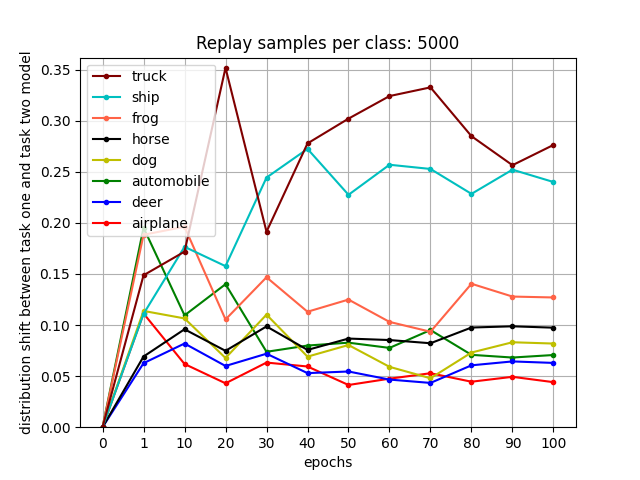 Replay samples per class: 5000
distribution shift between task one and task two model
0.35
0.30
0.25
0.20
0.15
0.10
0.05
0.00
truck
ship
frog
horse
dog
automobile
deer
airplane
0 1 10 20 30 40 50 60 70 80 90 100
epochs